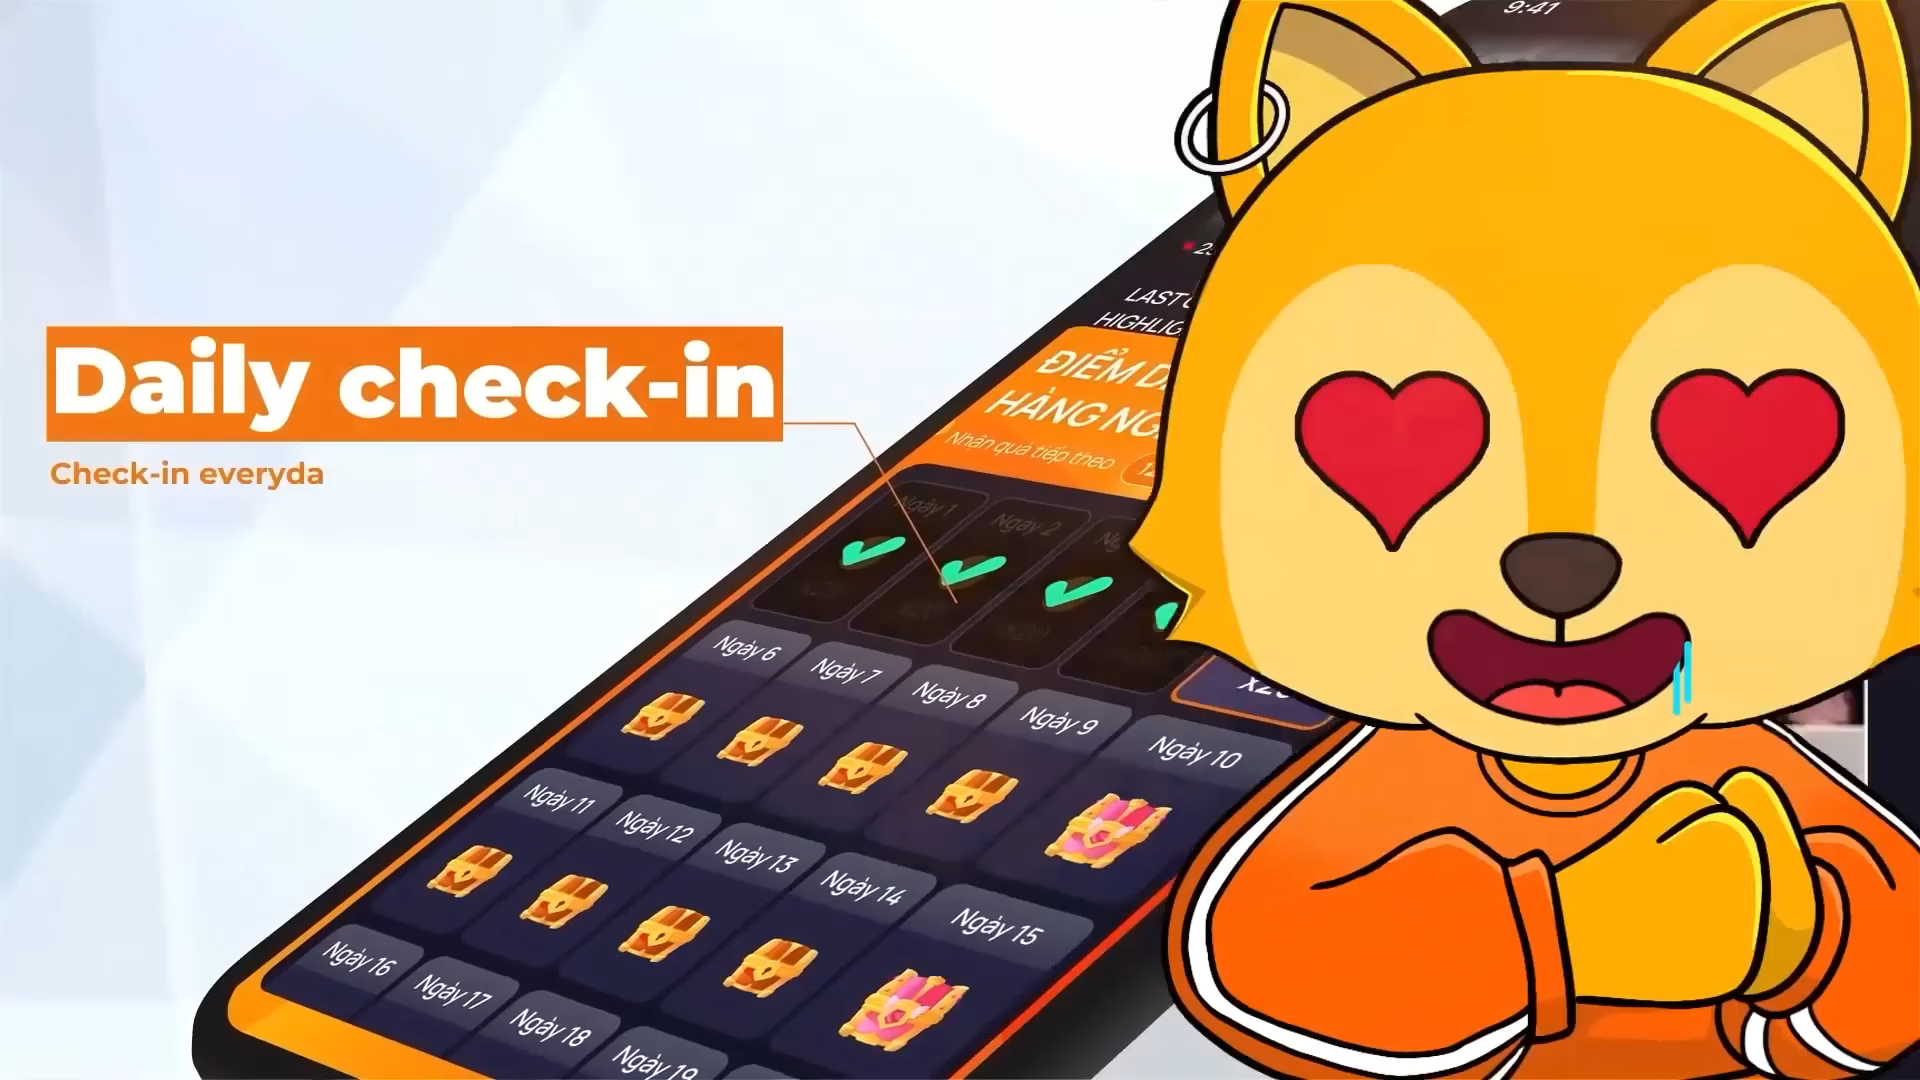 9:41
Daily check-in
Check-in everyda
HIGHLIG
ĐIỂM D
HÀNG NG
Nhận quà tiếp theo
Ngày 1
Ngày 2
Ngày 6
Ngày 7
Ngày 8
Ngày 9
Ngày 10
Ngày 11
Ngày 12
Ngày 13
Ngày 14
Ngày 15
Ngày 16
Ngày 17
Ngày 18
Ngày 19